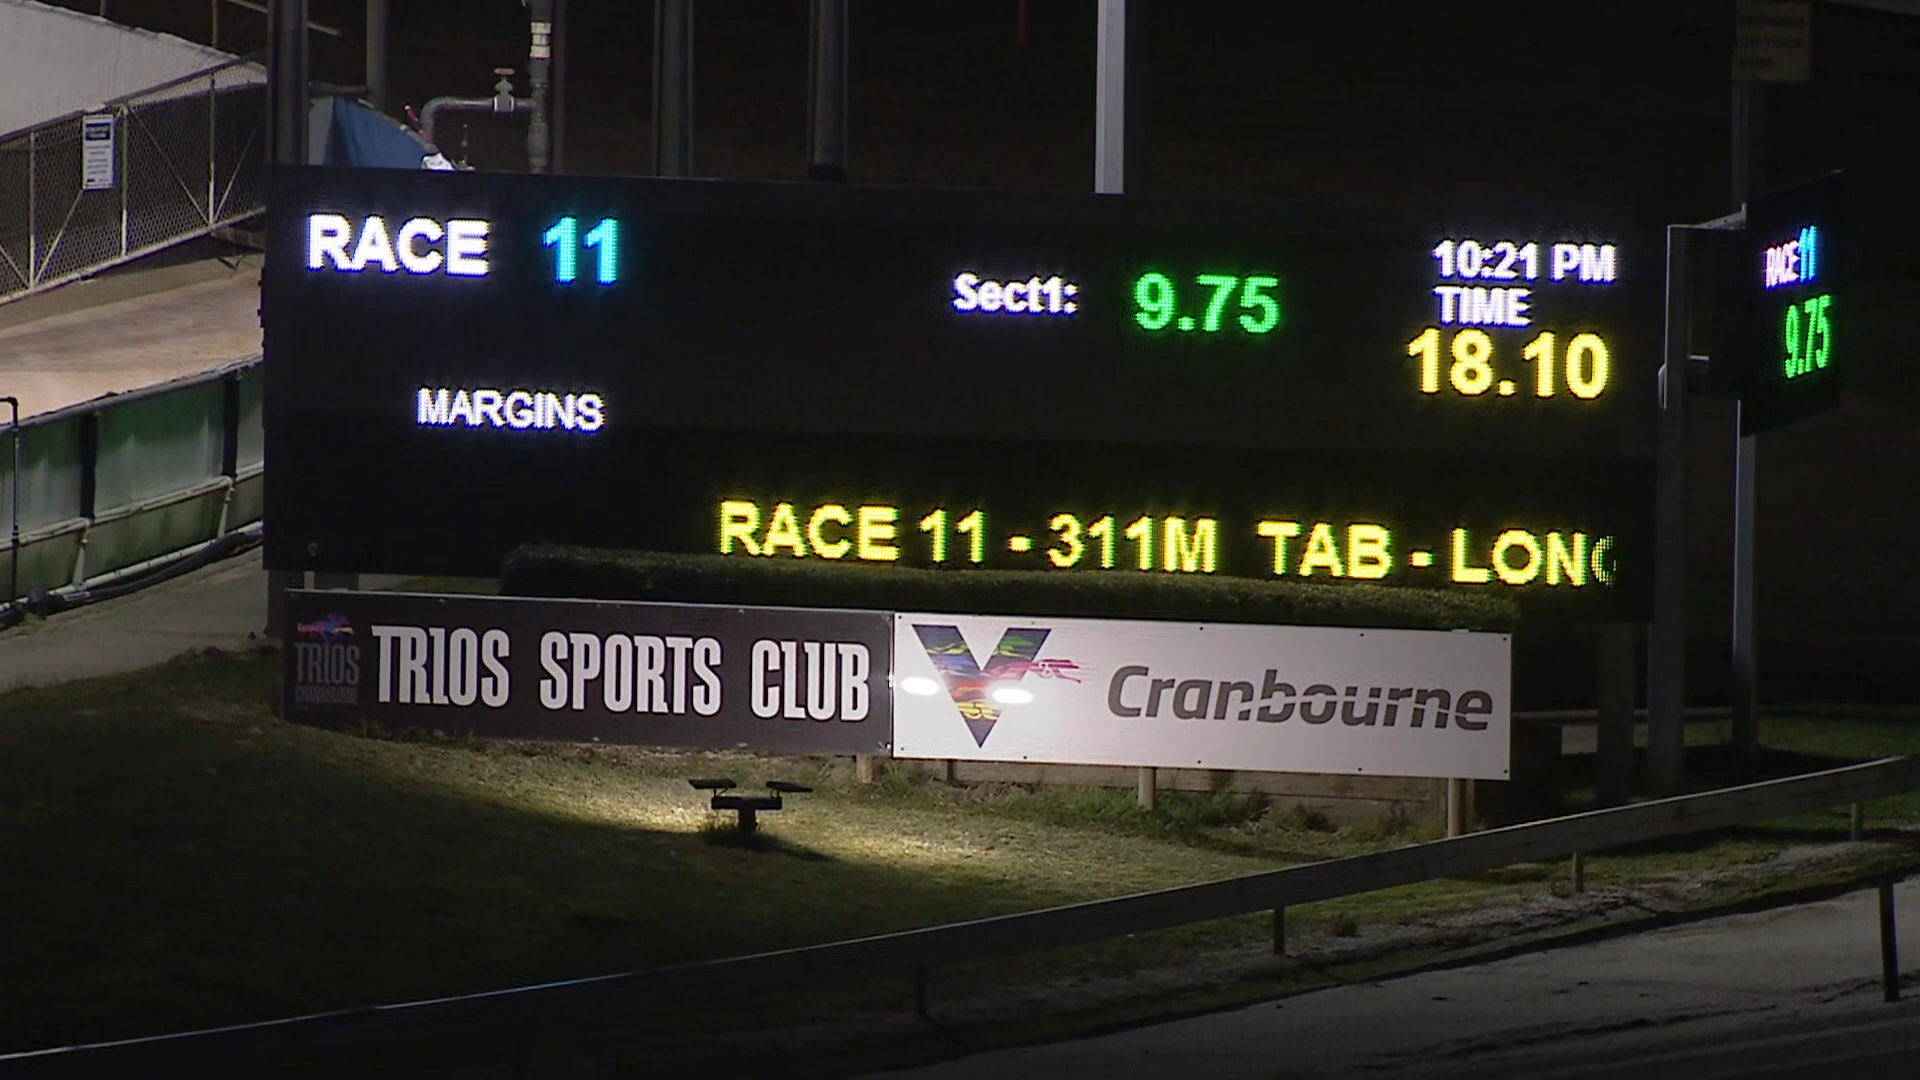 RACE 11
Sect1: 9.75
10:21 PM
TIME
18.10
MARGINS
RACE 11 - 311M TAB - LONG
RACE 11
9.75
TRIOS
CRANBOURNE
TRIOS SPORTS CLUB
Cranbourne